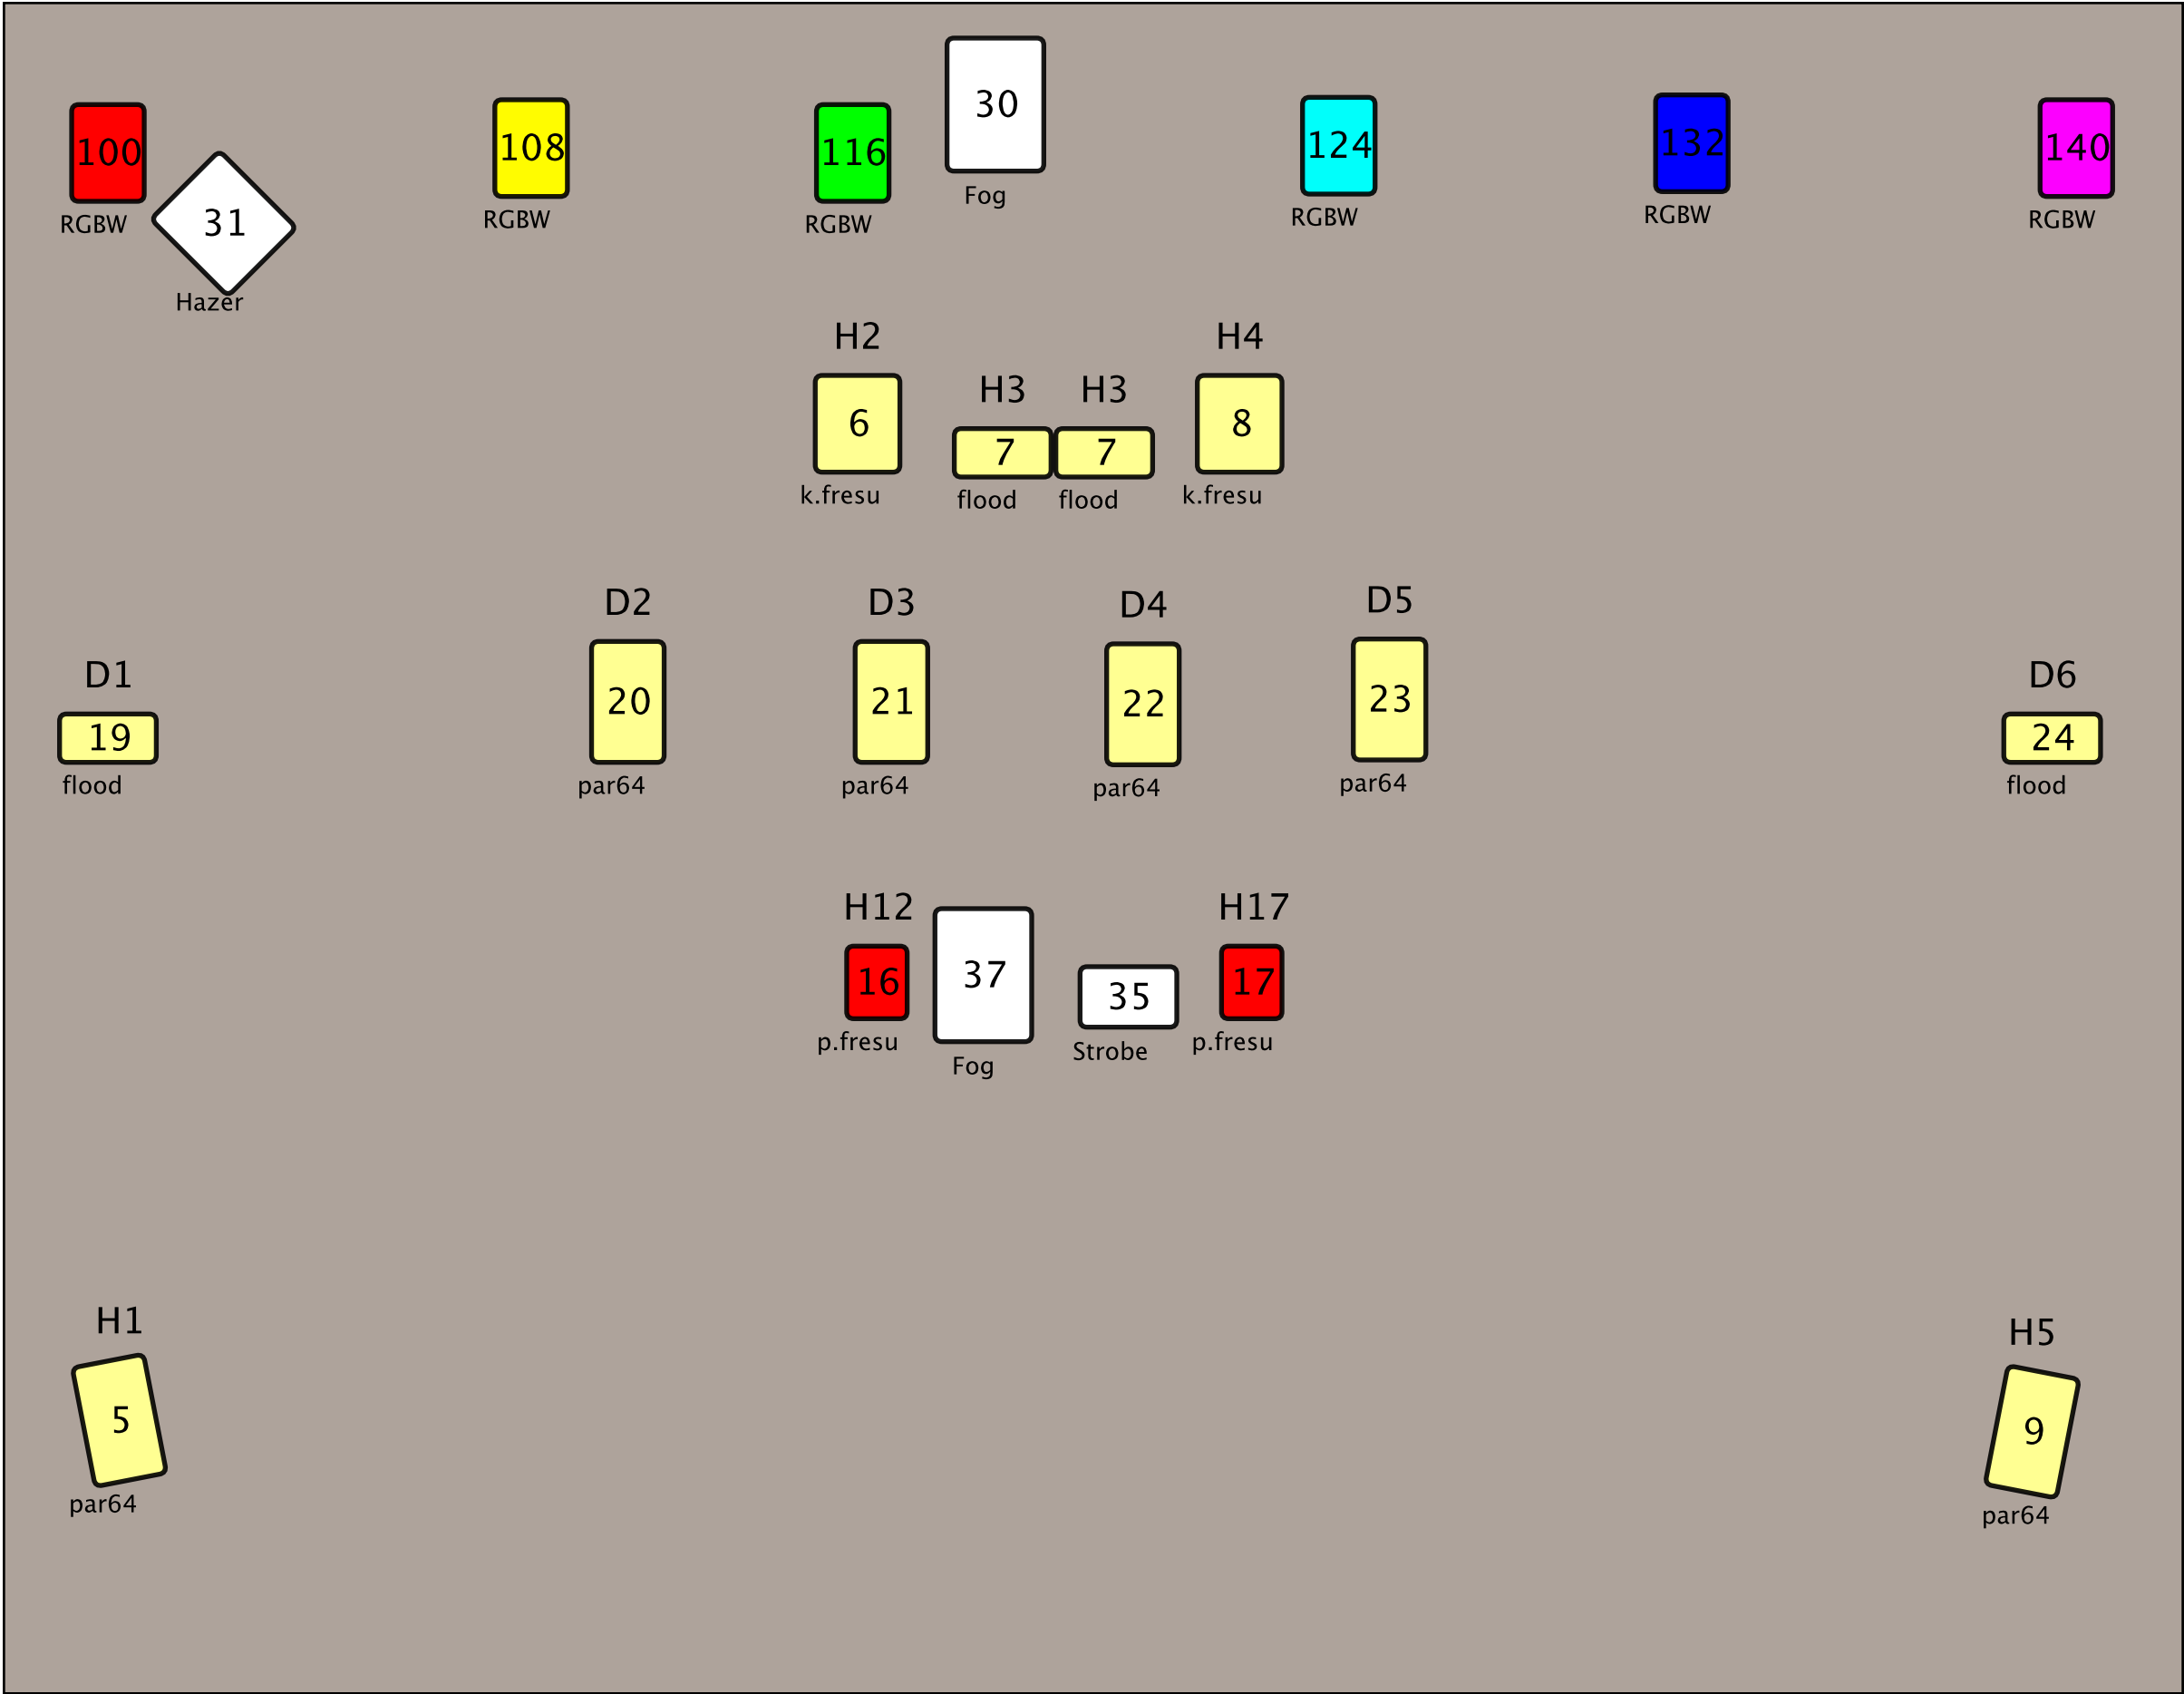 30
100
108
116
124
132
140
Fog
RGBW
31
RGBW
RGBW
RGBW
RGBW
RGBW
Hazer
H2
H4
H3
H3
6
7
7
8
k.fresu
flood
flood
k.fresu
D2
D3
D4
D5
D1
D6
20
21
22
23
19
24
par64
par64
par64
par64
flood
flood
H12
H17
16
37
35
17
p.fresu
Fog
Strobe
p.fresu
H1
H5
5
9
par64
par64